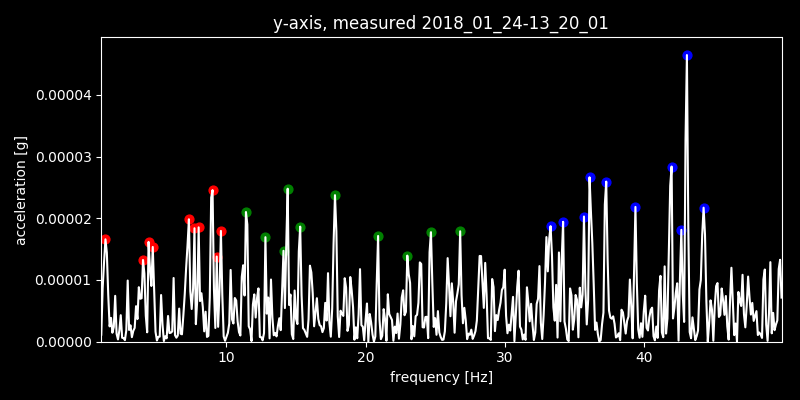 y-axis, measured 2018_01_24-13_20_01
acceleration [g]
0.00004
0.00003
0.00002
0.00001
0.00000
10 20 30 40
frequency [Hz]